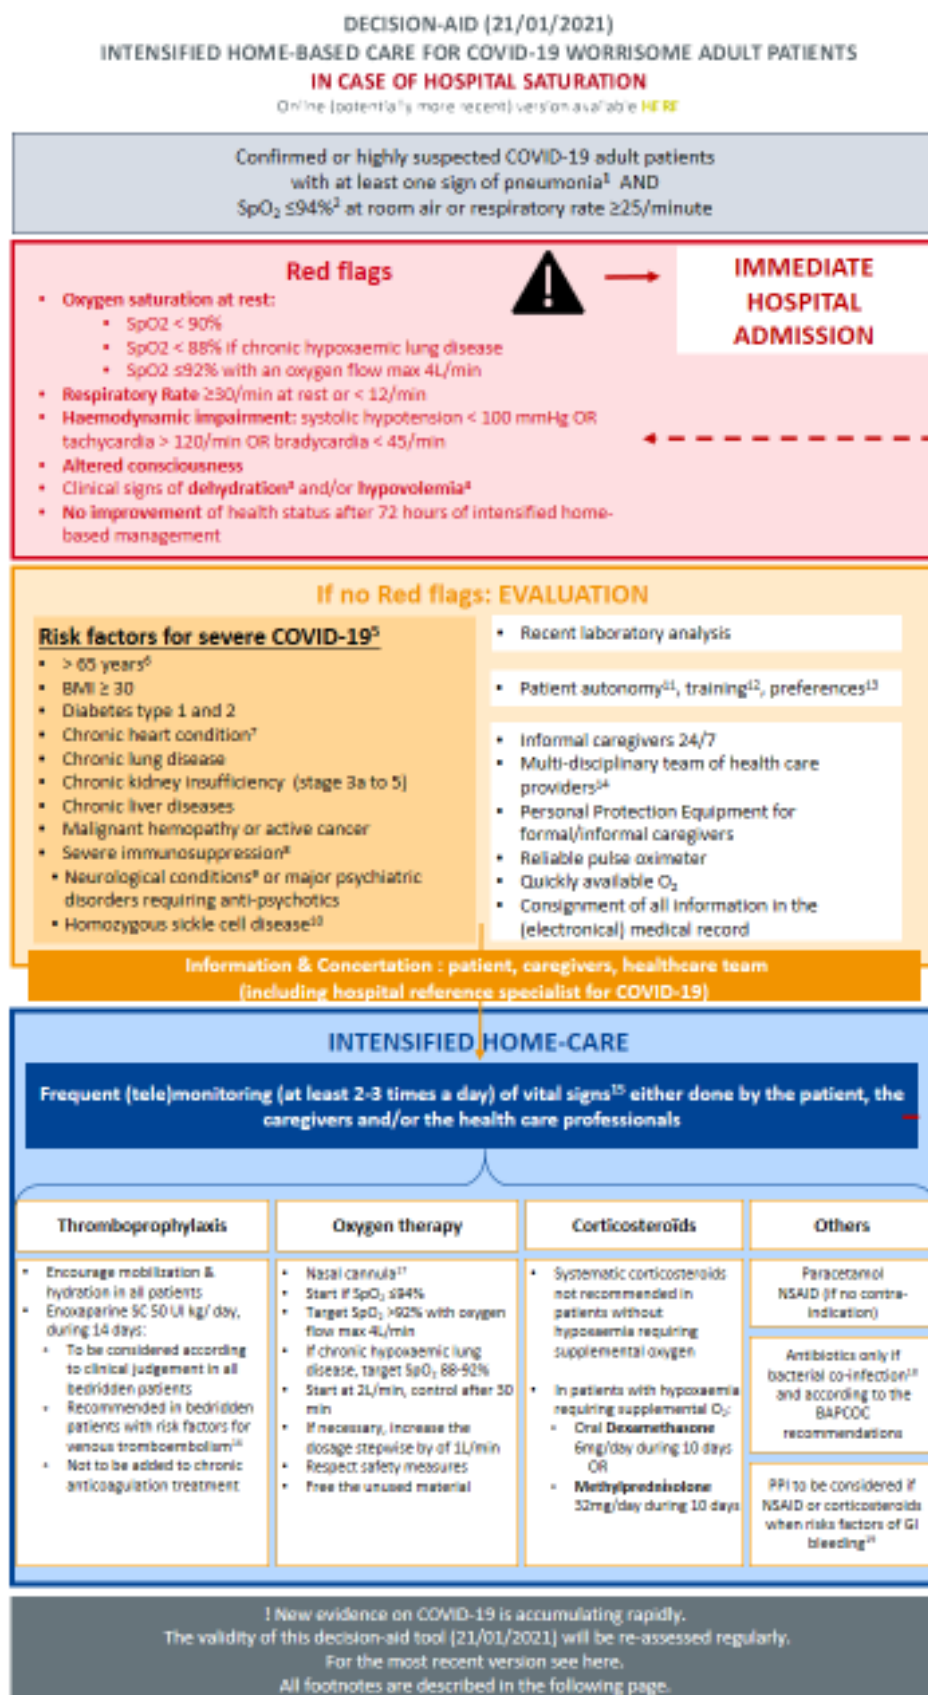 DECISION-AID (21/01/2021)
INTENSIFIED HOME-BASED CARE FOR COVID-19 WORRISOME ADULT PATIENTS
IN CASE OF HOSPITAL SATURATION
Online (potentially more recent) version available HERE
Confirmed or highly suspected COVID-19 adult patients
with at least one sign of pneumonia¹ AND
SpO₂ ≤94%² at room air or respiratory rate ≥25/minute
Red flags
• Oxygen saturation at rest:
• SpO2 < 90%
• SpO2 < 88% if chronic hypoxaemic lung disease
• SpO2 ≤92% with an oxygen flow max 4L/min
• Respiratory Rate ≥30/min at rest or < 12/min
• Haemodynamic impairment: systolic hypotension < 100 mmHg OR
tachycardia > 120/min OR bradycardia < 45/min
• Altered consciousness
• Clinical signs of dehydration³ and/or hypovolemia⁴
• No improvement of health status after 72 hours of intensified home-
based management
IMMEDIATE
HOSPITAL
ADMISSION
If no Red flags: EVALUATION
Risk factors for severe COVID-19⁵
• > 65 years⁶
• BMI ≥ 30
• Diabetes type 1 and 2
• Chronic heart condition⁷
• Chronic lung disease
• Chronic kidney insufficiency (stage 3a to 5)
• Chronic liver diseases
• Malignant hemopathy or active cancer
• Severe immunosuppression⁸
• Neurological conditions⁹ or major psychiatric
disorders requiring anti-psychotics
• Homozygous sickle cell disease¹⁰
• Recent laboratory analysis
• Patient autonomy¹¹, training¹², preferences¹³
• Informal caregivers 24/7
• Multi-disciplinary team of health care
providers¹⁴
• Personal Protection Equipment for
formal/informal caregivers
• Reliable pulse oximeter
• Quickly available O₂
• Consignment of all information in the
(electronical) medical record
Information & Concertation : patient, caregivers, healthcare team
(including hospital reference specialist for COVID-19)
INTENSIFIED HOME-CARE
Frequent (tele)monitoring (at least 2-3 times a day) of vital signs¹⁵ either done by the patient, the
caregivers and/or the health care professionals
Thromboprophylaxis
• Encourage mobilization &
hydration in all patients
• Enoxaparine SC 50 UI kg/ day,
during 14 days:
• To be considered according
to clinical judgement in all
bedridden patients
• Recommended in bedridden
patients with risk factors for
venous tromboembolism¹⁶
• Not to be added to chronic
anticoagulation treatment
Oxygen therapy
• Nasal cannula¹⁷
• Start if SpO₂ ≤94%
• Target SpO₂ >92% with oxygen
flow max 4L/min
• If chronic hypoxaemic lung
disease, target SpO₂ 88-92%
• Start at 2L/min, control after 30
min
• If necessary, increase the
dosage stepwise by of 1L/min
• Respect safety measures
• Free the unused material
Corticosteroïds
• Systematic corticosteroids
not recommended in
patients without
hypoxaemia requiring
supplemental oxygen
• In patients with hypoxaemia
requiring supplemental O₂:
• Oral Dexamethasone
6mg/day during 10 days
OR
• Methylprednisolone
32mg/day during 10 days
Others
Paracetamol
NSAID (if no contra-
indication)
Antibiotics only if
bacterial co-infection
and according to the
BAPCOC
recommendations
PPI to be considered if
NSAID or corticosteroids
when risks factors of GI
bleeding
! New evidence on COVID-19 is accumulating rapidly.
The validity of this decision-aid tool (21/01/2021) will be re-assessed regularly.
For the most recent version see here.
All footnotes are described in the following page.